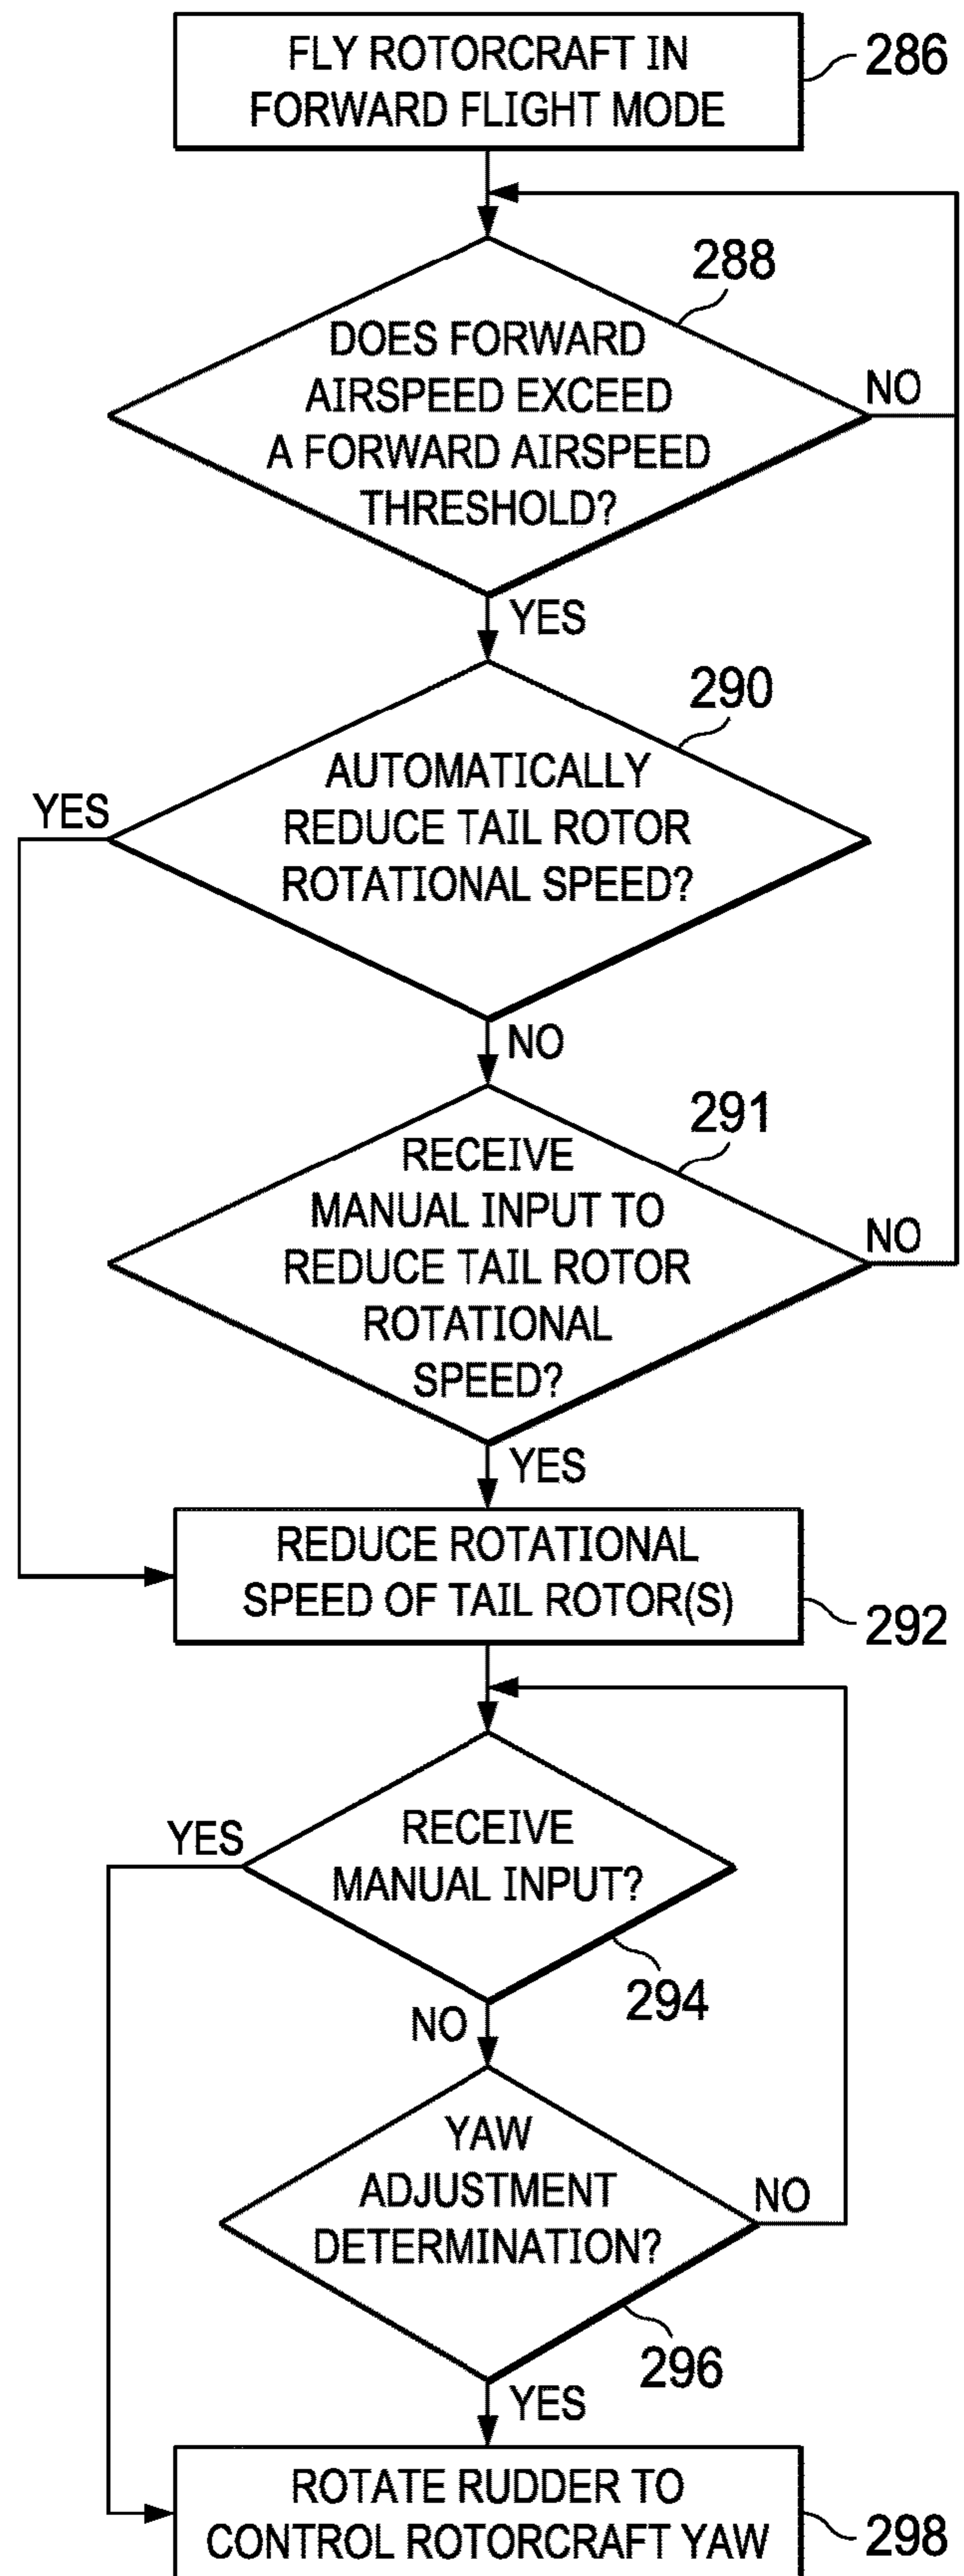 FLY ROTORCRAFT IN
FORWARD FLIGHT MODE
286
288
DOES FORWARD
AIRSPEED EXCEED
A FORWARD AIRSPEED
THRESHOLD?
NO
YES
290
AUTOMATICALLY
REDUCE TAIL ROTOR
ROTATIONAL SPEED?
YES
NO
291
RECEIVE
MANUAL INPUT TO
REDUCE TAIL ROTOR
ROTATIONAL
SPEED?
NO
YES
REDUCE ROTATIONAL
SPEED OF TAIL ROTOR(S)
292
RECEIVE
MANUAL INPUT?
YES
294
NO
YAW
ADJUSTMENT
DETERMINATION?
NO
296
YES
ROTATE RUDDER TO
CONTROL ROTORCRAFT YAW
298